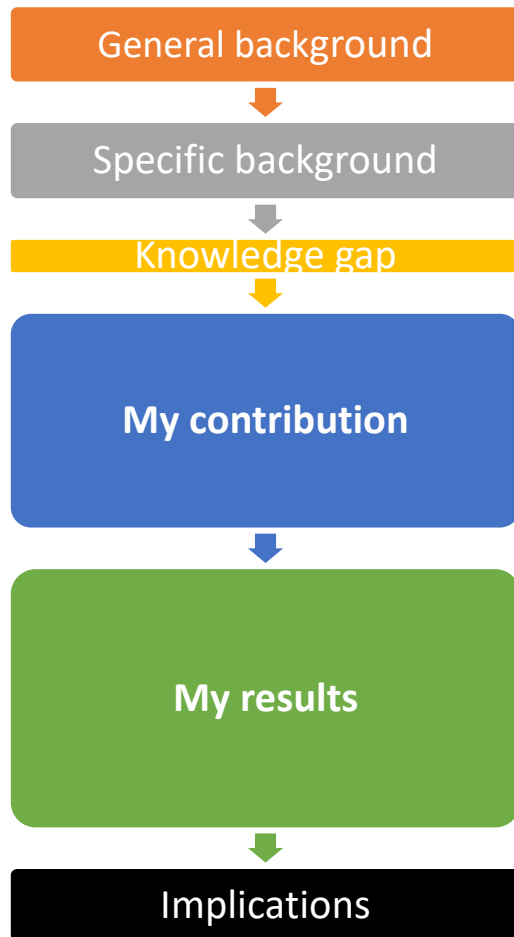 General background
Specific background
Knowledge gap
My contribution
My results
Implications